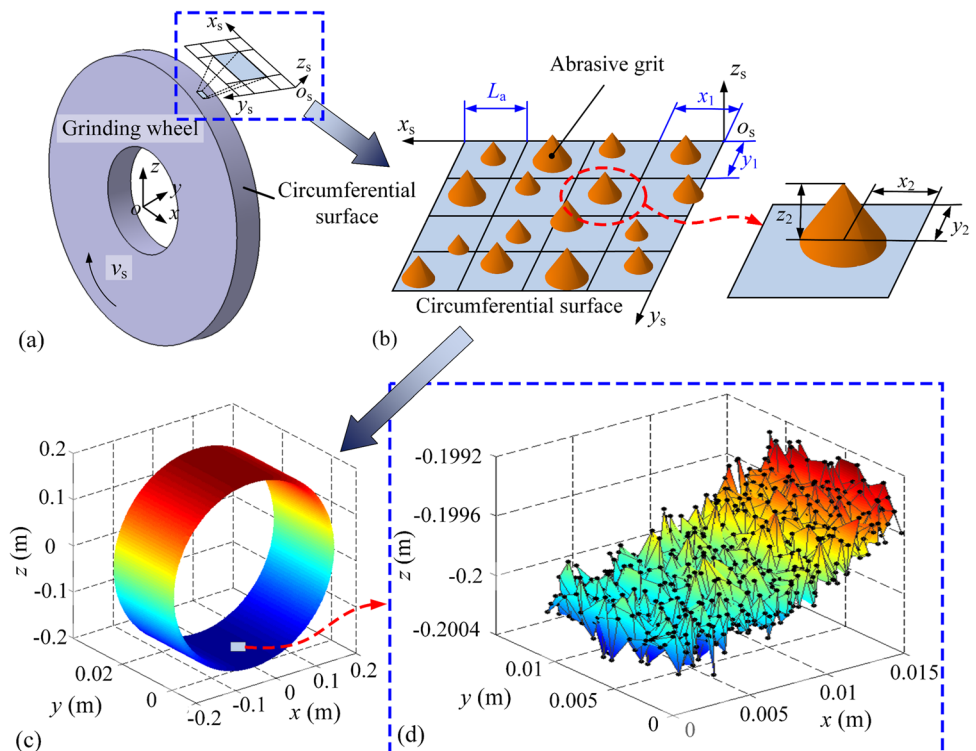 xs
zs
os
ys
Grinding wheel
z
y
o
x
Circumferential
surface
vs
(a)
Abrasive grit
zs
La
x1
xs
os
y1
x2
z2
y2
Circumferential surface
ys
(b)
0.2
0.1
0
-0.1
-0.2
z (m)
0.02
0
y (m)
-0.2
-0.1
0
0.1
0.2
x (m)
(c)
-0.1992
-0.1996
-0.2
-0.2004
z (m)
0.01
0.005
0
y (m)
0
0.005
0.01
0.015
x (m)
(d)